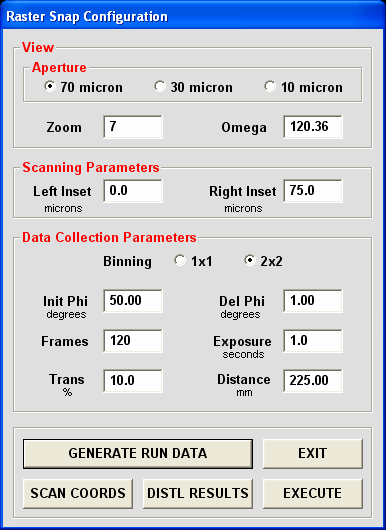 Raster Snap Configuration
View
Aperture
70 micron 30 micron 10 micron
Zoom 7 Omega 120.36
Scanning Parameters
Left Inset 0.0 Right Inset 75.0
microns microns
Data Collection Parameters
Binning 1x1 2x2
Init Phi 50.00 Del Phi 1.00
degrees degrees
Frames 120 Exposure 1.0
seconds
Trans 10.0 Distance 225.00
% mm
GENERATE RUN DATA EXIT
SCAN COORDS DISTL RESULTS EXECUTE